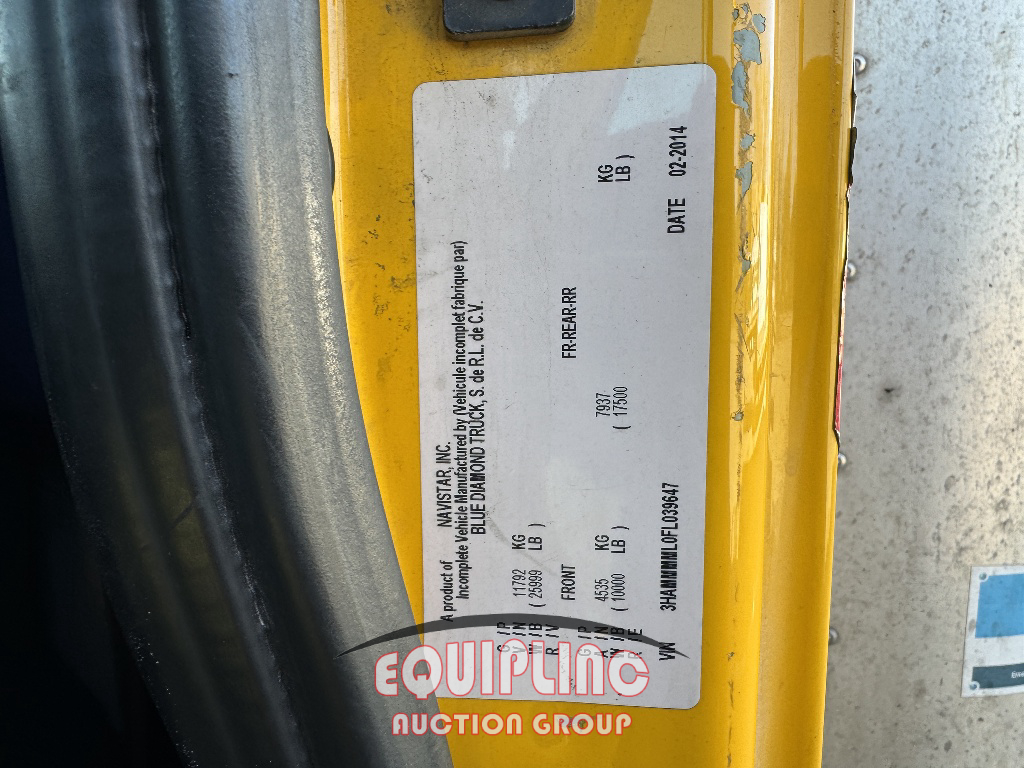 A product of NAVISTAR, INC.
Incomplete Vehicle Manufactured by (Vehicule incomplet fabrique par)
BLUE DIAMOND TRUCK, S. de R.L. de C.V.
G/P 11792 KG
V/N
W/B ( 25999 LB )
R/V
FRONT FR-REAR-RR
G/P 4535 KG 7937 KG
A/N
W/B ( 10000 LB ) ( 17500 LB )
R/E
VIN 3HAMMMML0FL039647 DATE 02-2014
EQUIPLINC
AUCTION GROUP